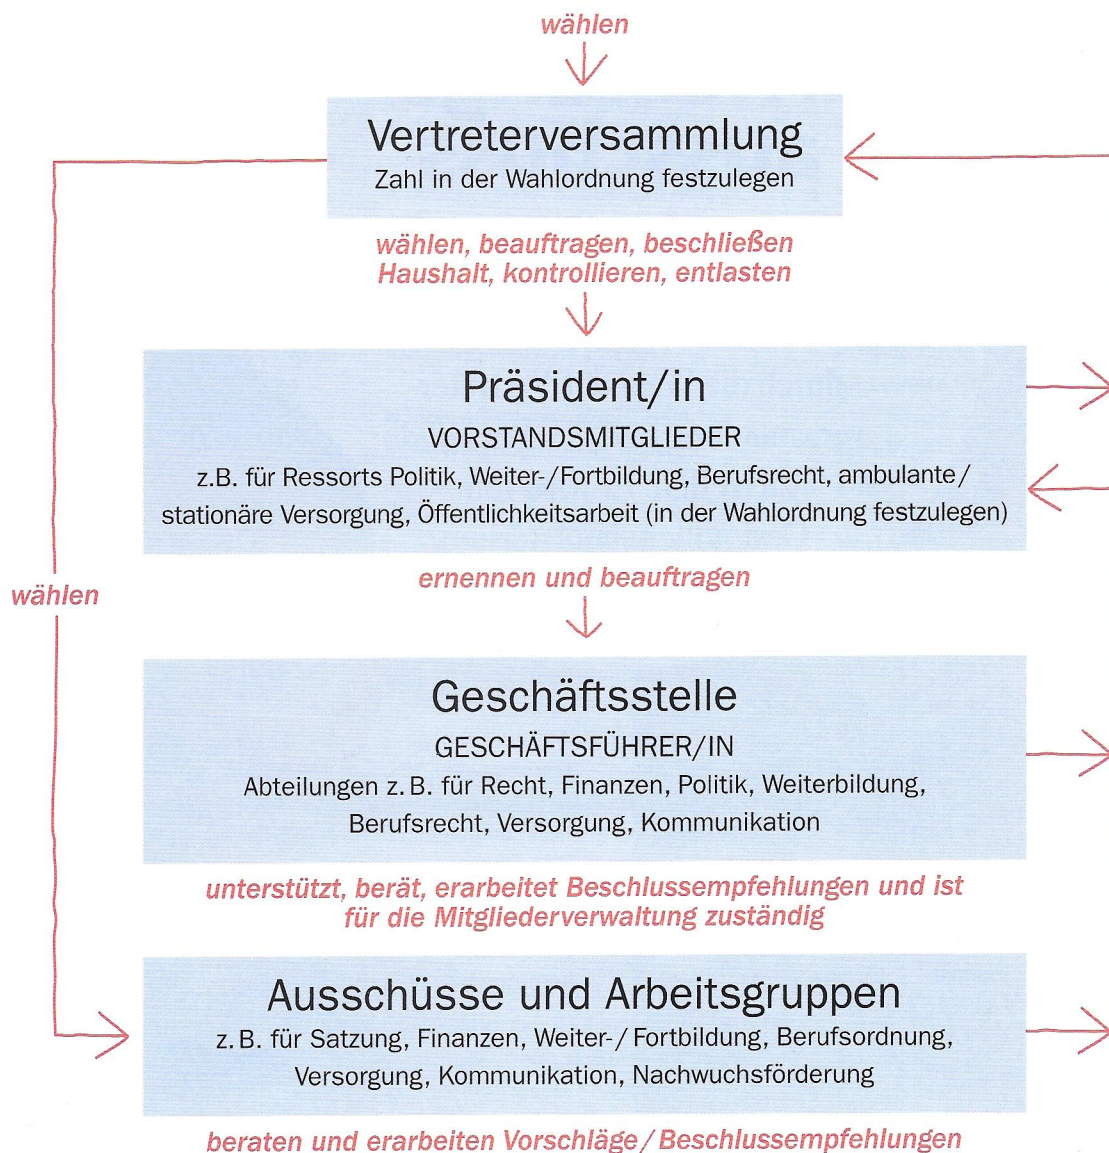 wählen
Vertreterversammlung
Zahl in der Wahlordnung festzulegen
wählen, beauftragen, beschließen
Haushalt, kontrollieren, entlasten
Präsident/in
VORSTANDSMITGLIEDER
z.B. für Ressorts Politik, Weiter-/Fortbildung, Berufsrecht, ambulante/
stationäre Versorgung, Öffentlichkeitsarbeit (in der Wahlordnung festzulegen)
ernennen und beauftragen
wählen
Geschäftsstelle
GESCHÄFTSFÜHRER/IN
Abteilungen z. B. für Recht, Finanzen, Politik, Weiterbildung,
Berufsrecht, Versorgung, Kommunikation
unterstützt, berät, erarbeitet Beschlussempfehlungen und ist
für die Mitgliederverwaltung zuständig
Ausschüsse und Arbeitsgruppen
z. B. für Satzung, Finanzen, Weiter-/ Fortbildung, Berufsordnung,
Versorgung, Kommunikation, Nachwuchsförderung
beraten und erarbeiten Vorschläge/Beschlussempfehlungen